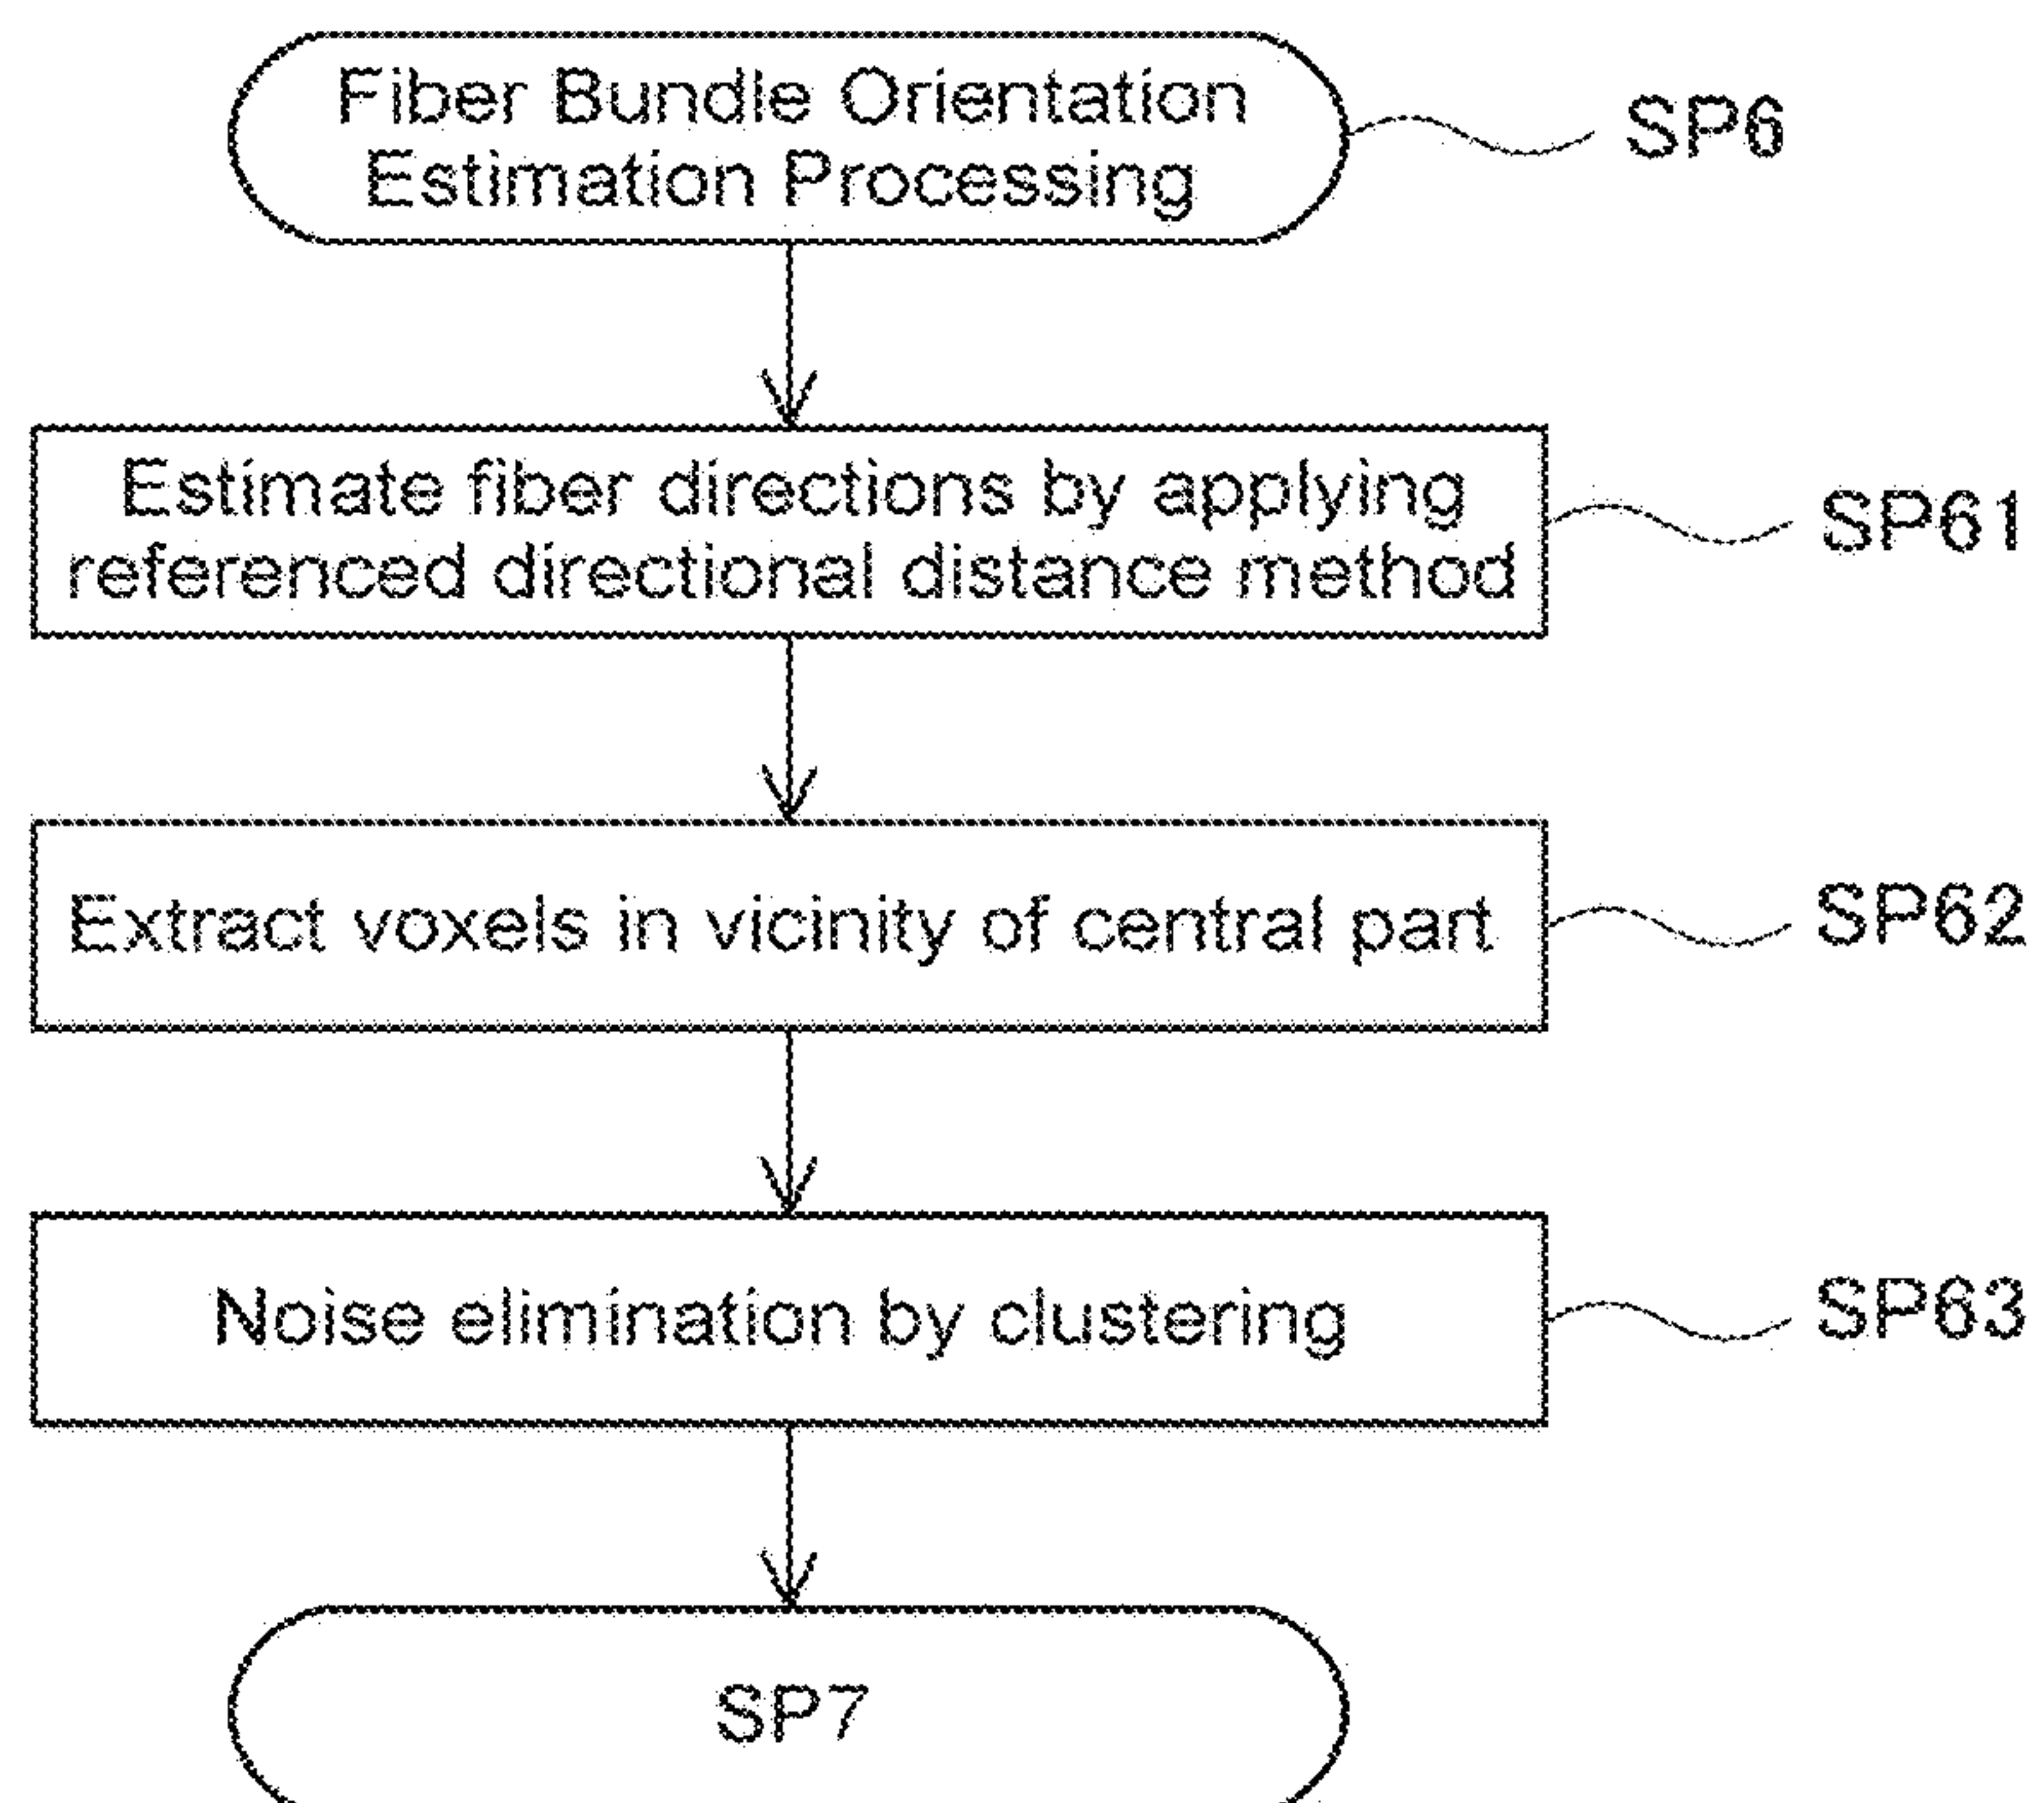 Fiber Bundle Orientation
Estimation Processing
SP6
Estimate fiber directions by applying
referenced directional distance method
SP61
Extract voxels in vicinity of central part
SP62
Noise elimination by clustering
SP63
SP7